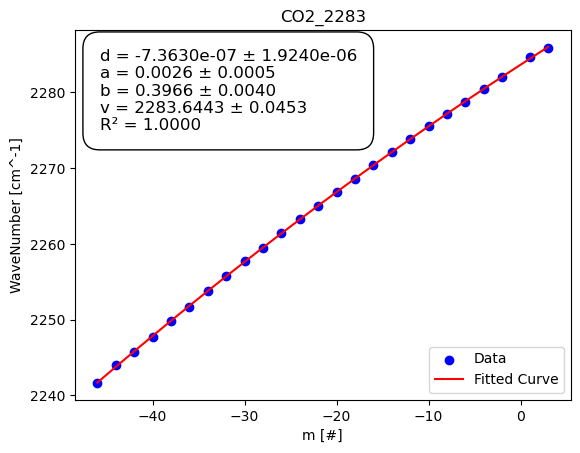 CO2_2283
d = -7.3630e-07 ± 1.9240e-06
a = 0.0026 ± 0.0005
b = 0.3966 ± 0.0040
v = 2283.6443 ± 0.0453
R² = 1.0000
WaveNumber [cm^-1]
2280
2270
2260
2250
2240
Data
Fitted Curve
−40
−30
−20
−10
0
m [#]